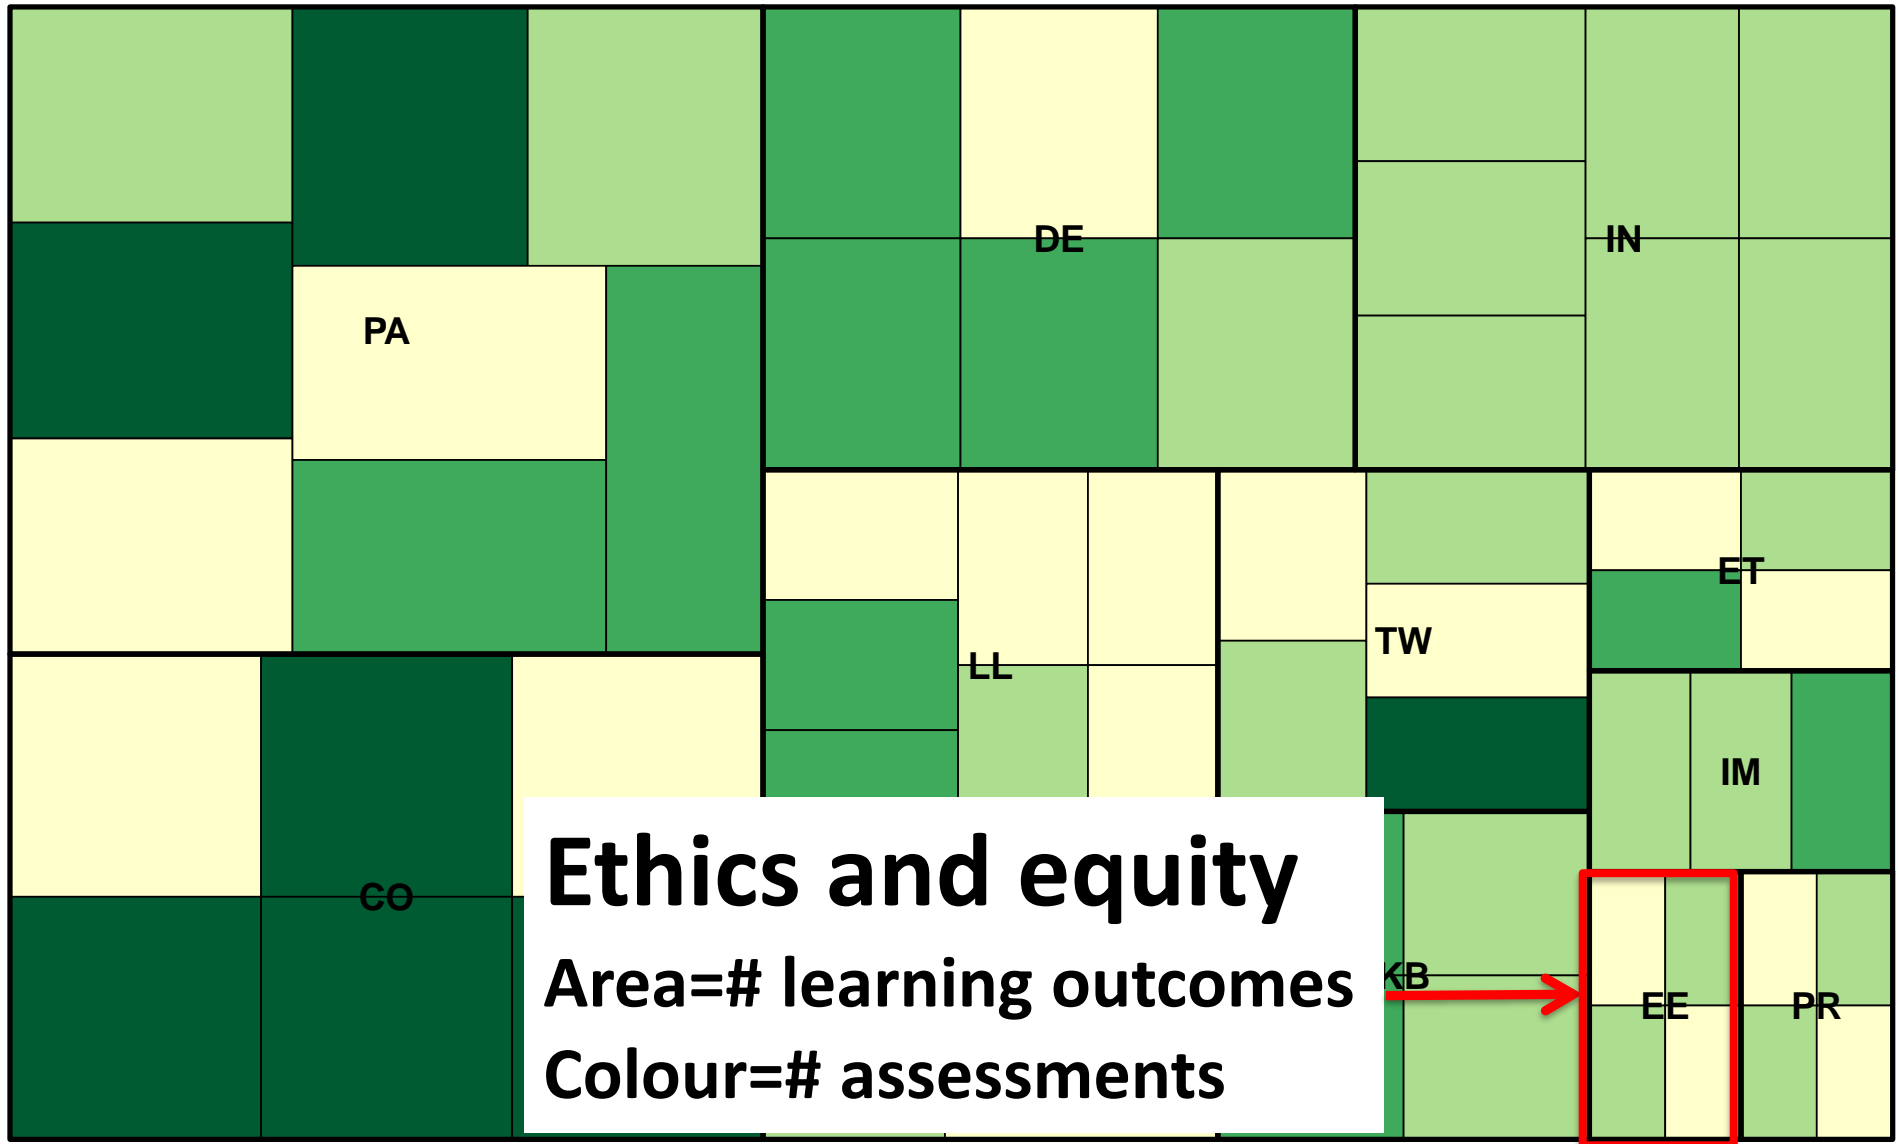 DE
IN
PA
ET
TW
LL
IM
CO
Ethics and equity
Area=# learning outcomes
Colour=# assessments
KB
EE
PR